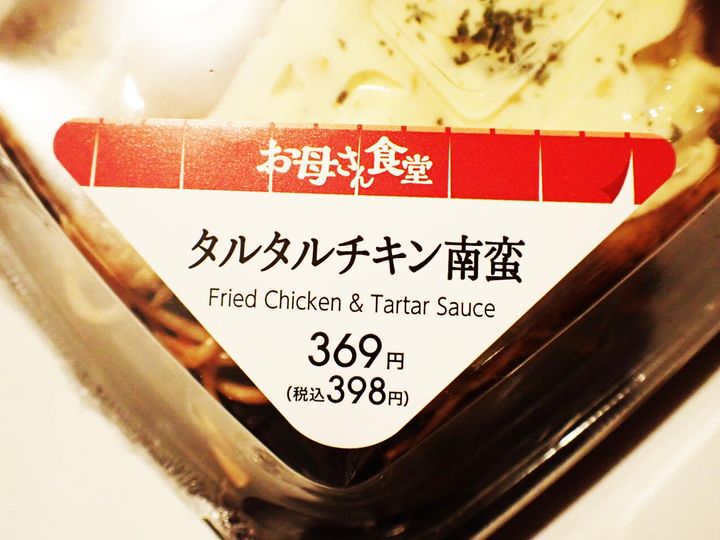 お母さん食堂
タルタルチキン南蛮
Fried Chicken & Tartar Sauce
369円
(税込398円)